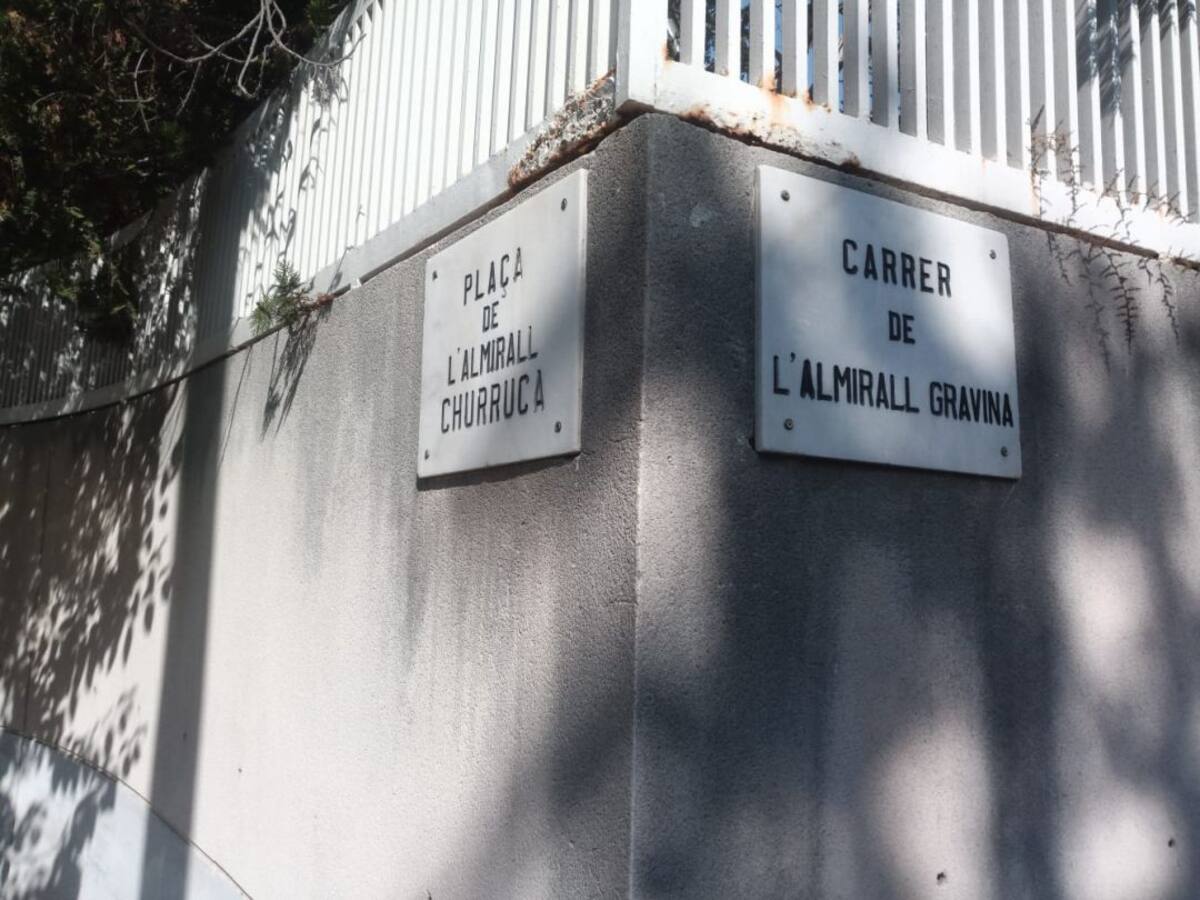 PLAÇA
DE
L'ALMIRALL
CHURRUCA
CARRER
DE
L'ALMIRALL GRAVINA